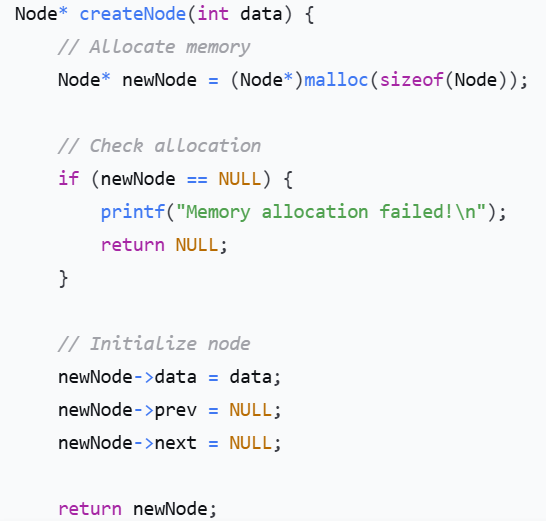 Node* createNode(int data) {
    // Allocate memory
    Node* newNode = (Node*)malloc(sizeof(Node));

    // Check allocation
    if (newNode == NULL) {
        printf("Memory allocation failed!\n");
        return NULL;
    }

    // Initialize node
    newNode->data = data;
    newNode->prev = NULL;
    newNode->next = NULL;

    return newNode;